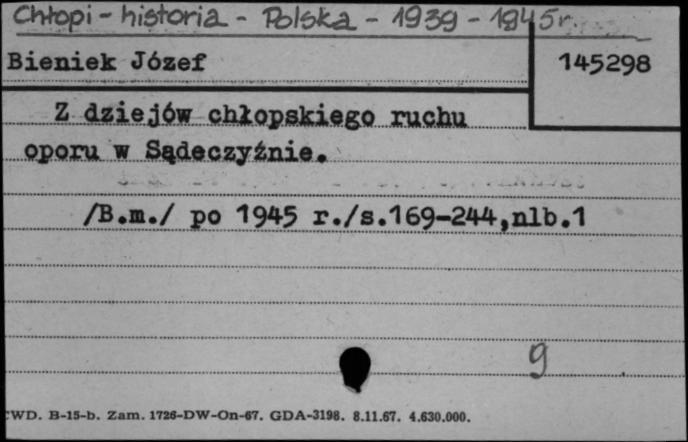 Chłopi - historia - Polska - 1939 - 1945 r.
Bieniek Józef
145298
Z dziejów chłopskiego ruchu
oporu w Sądeczyźnie.
/B.m./ po 1945 r./s.169-244,nlb.1
9
WD. B-15-b. Zam. 1726-DW-On-67. GDA-3198. 8.11.67. 4.630.000.